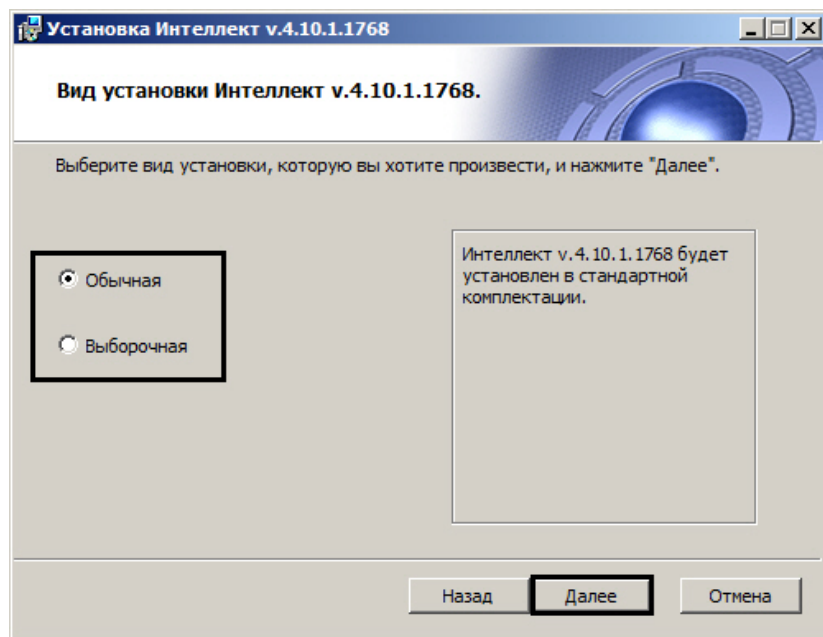 Установка Интеллект v.4.10.1.1768
Вид установки Интеллект v.4.10.1.1768.
Выберите вид установки, которую вы хотите произвести, и нажмите "Далее".
Обычная
Выборочная
Интеллект v.4.10.1.1768 будет
установлен в стандартной
комплектации.
Назад
Далее
Отмена